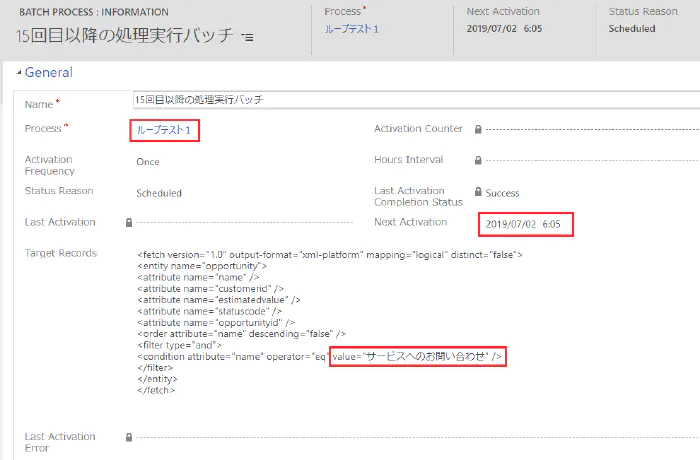 BATCH PROCESS : INFORMATION
15回目以降の処理実行バッチ
Process*
ループテスト1
Next Activation
2019/07/02 6:05
Status Reason
Scheduled
General
Name *
15回目以降の処理実行バッチ
Process*
ループテスト1
Activation Counter
Activation Frequency
Once
Hours Interval
Status Reason
Scheduled
Last Activation Completion Status
Success
Last Activation
Next Activation
2019/07/02 6:05
Target Records
<fetch version="1.0" output-format="xml-platform" mapping="logical" distinct="false">
<entity name="opportunity">
<attribute name="name" />
<attribute name="customerid" />
<attribute name="estimatedvalue" />
<attribute name="statuscode" />
<attribute name="opportunityid" />
<order attribute="name" descending="false" />
<filter type="and">
<condition attribute="name" operator="eq" value="サービスへのお問い合わせ" />
</filter>
</entity>
</fetch>
Last Activation Error